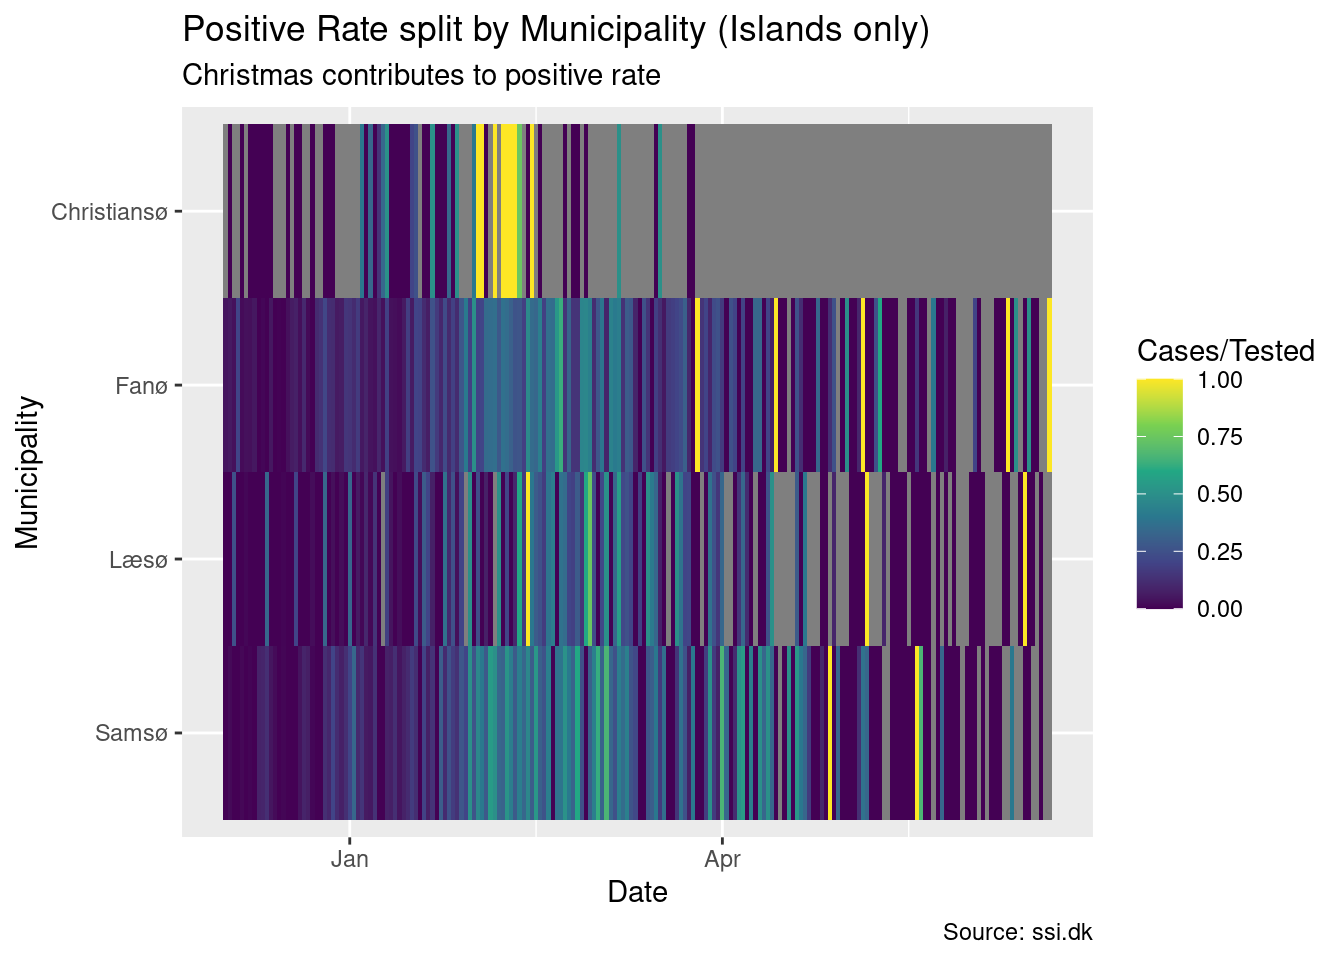 Positive Rate split by Municipality (Islands only)
Christmas contributes to positive rate
Municipality
Christiansø
Fanø
Læsø
Samsø
Jan
Apr
Date
Cases/Tested
1.00
0.75
0.50
0.25
0.00
Source: ssi.dk